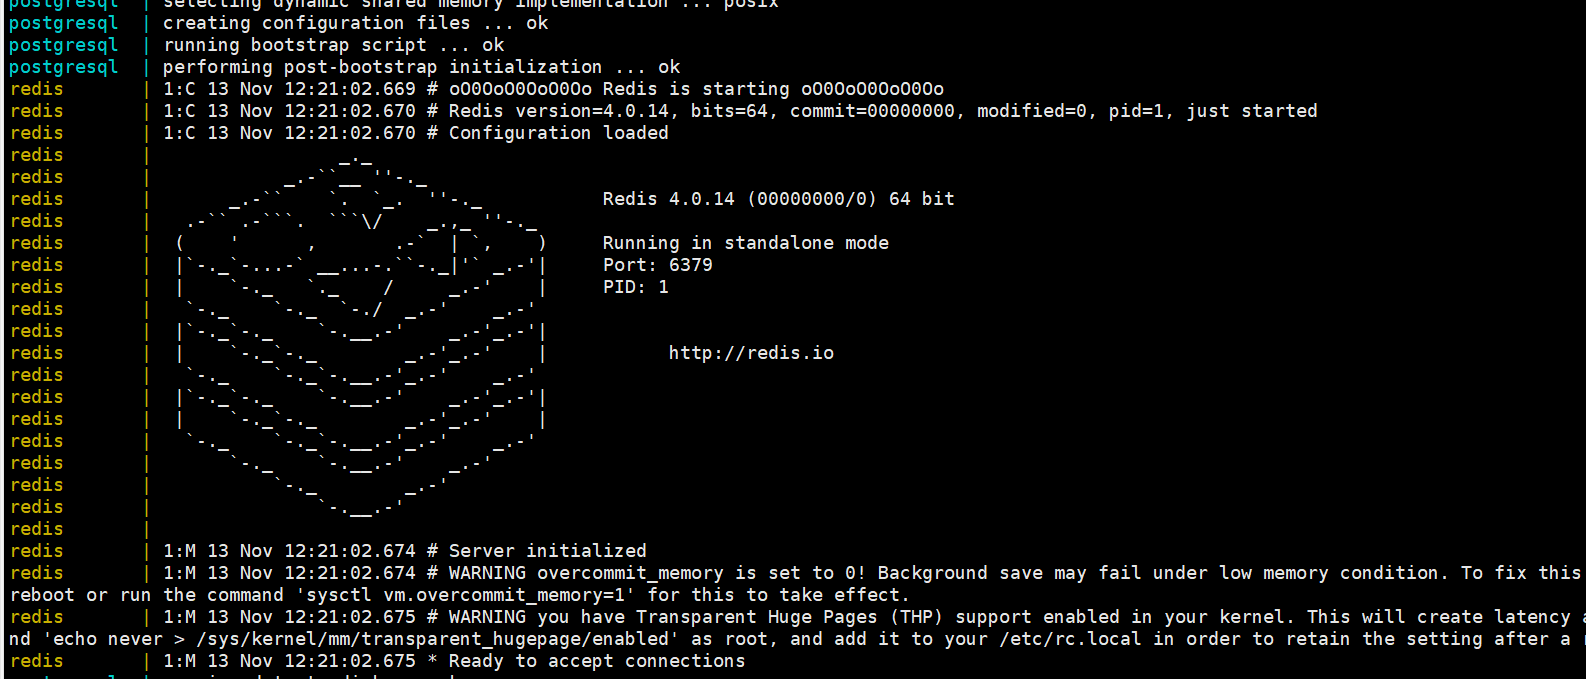 postgresql | selecting dynamic shared memory implementation ... posix
postgresql | creating configuration files ... ok
postgresql | running bootstrap script ... ok
postgresql | performing post-bootstrap initialization ... ok
redis | 1:C 13 Nov 12:21:02.669 # oO0OoO0OoO0Oo Redis is starting oO0OoO0OoO0Oo
redis | 1:C 13 Nov 12:21:02.670 # Redis version=4.0.14, bits=64, commit=00000000, modified=0, pid=1, just started
redis | 1:C 13 Nov 12:21:02.670 # Configuration loaded
redis |                 _._
redis |            _.-``__ ''-._
redis |       _.-``    `.  `_.  ''-._           Redis 4.0.14 (00000000/0) 64 bit
redis |   .-`` .-```.  ```\/    _.,_ ''-._
redis |  (    '      ,       .-`  | `,    )     Running in standalone mode
redis |  |`-._`-...-` __...-.``-._|'` _.-'|     Port: 6379
redis |  |    `-._   `._    /     _.-'    |     PID: 1
redis |   `-._    `-._  `-./  _.-'    _.-'
redis |  |`-._`-._    `-.__.-'    _.-'_.-'|
redis |  |    `-._`-._        _.-'_.-'    |           http://redis.io
redis |   `-._    `-._`-.__.-'_.-'    _.-'
redis |  |`-._`-._    `-.__.-'    _.-'_.-'|
redis |  |    `-._`-._        _.-'_.-'    |
redis |   `-._    `-._`-.__.-'_.-'    _.-'
redis |       `-._    `-.__.-'    _.-'
redis |           `-._        _.-'
redis |               `-.__.-'
redis |
redis | 1:M 13 Nov 12:21:02.674 # Server initialized
redis | 1:M 13 Nov 12:21:02.674 # WARNING overcommit_memory is set to 0! Background save may fail under low memory condition. To fix this
reboot or run the command 'sysctl vm.overcommit_memory=1' for this to take effect.
redis | 1:M 13 Nov 12:21:02.675 # WARNING you have Transparent Huge Pages (THP) support enabled in your kernel. This will create latency
nd 'echo never > /sys/kernel/mm/transparent_hugepage/enabled' as root, and add it to your /etc/rc.local in order to retain the setting after a
redis | 1:M 13 Nov 12:21:02.675 * Ready to accept connections